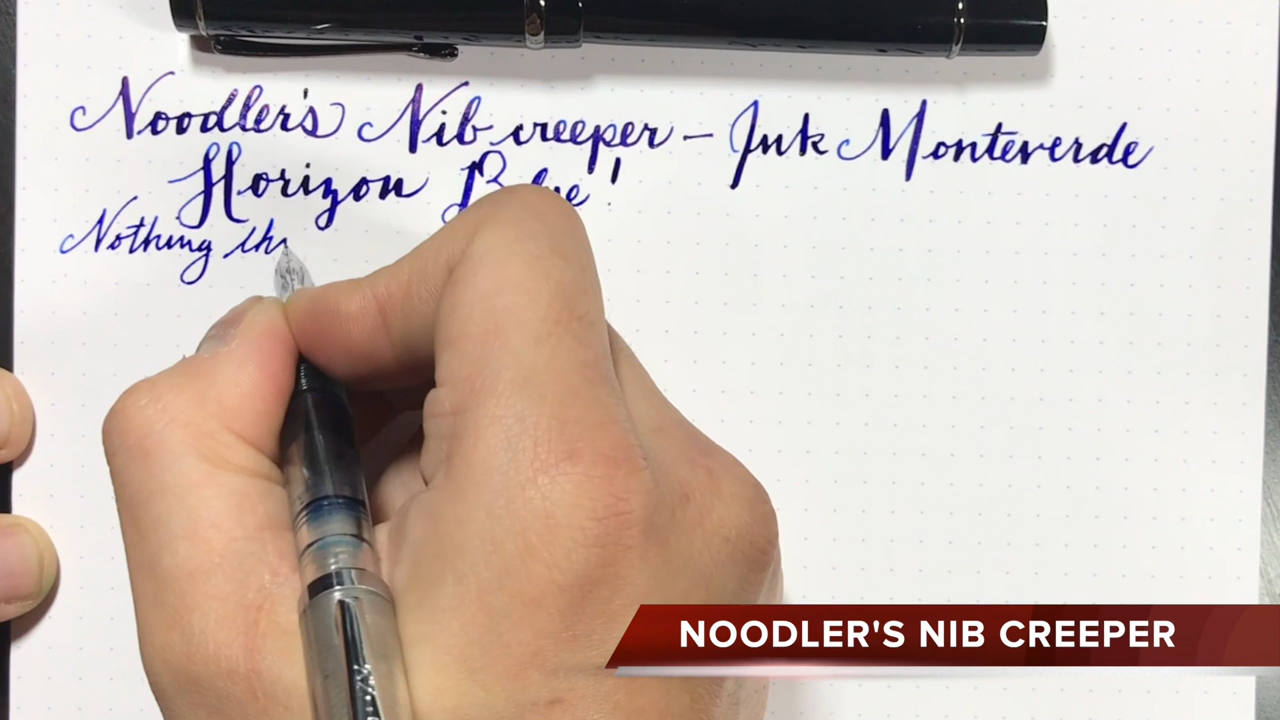 Noodler's Nib creeper – Ink Monteverde
Horizon Blue!
Nothing
NOODLER'S NIB CREEPER